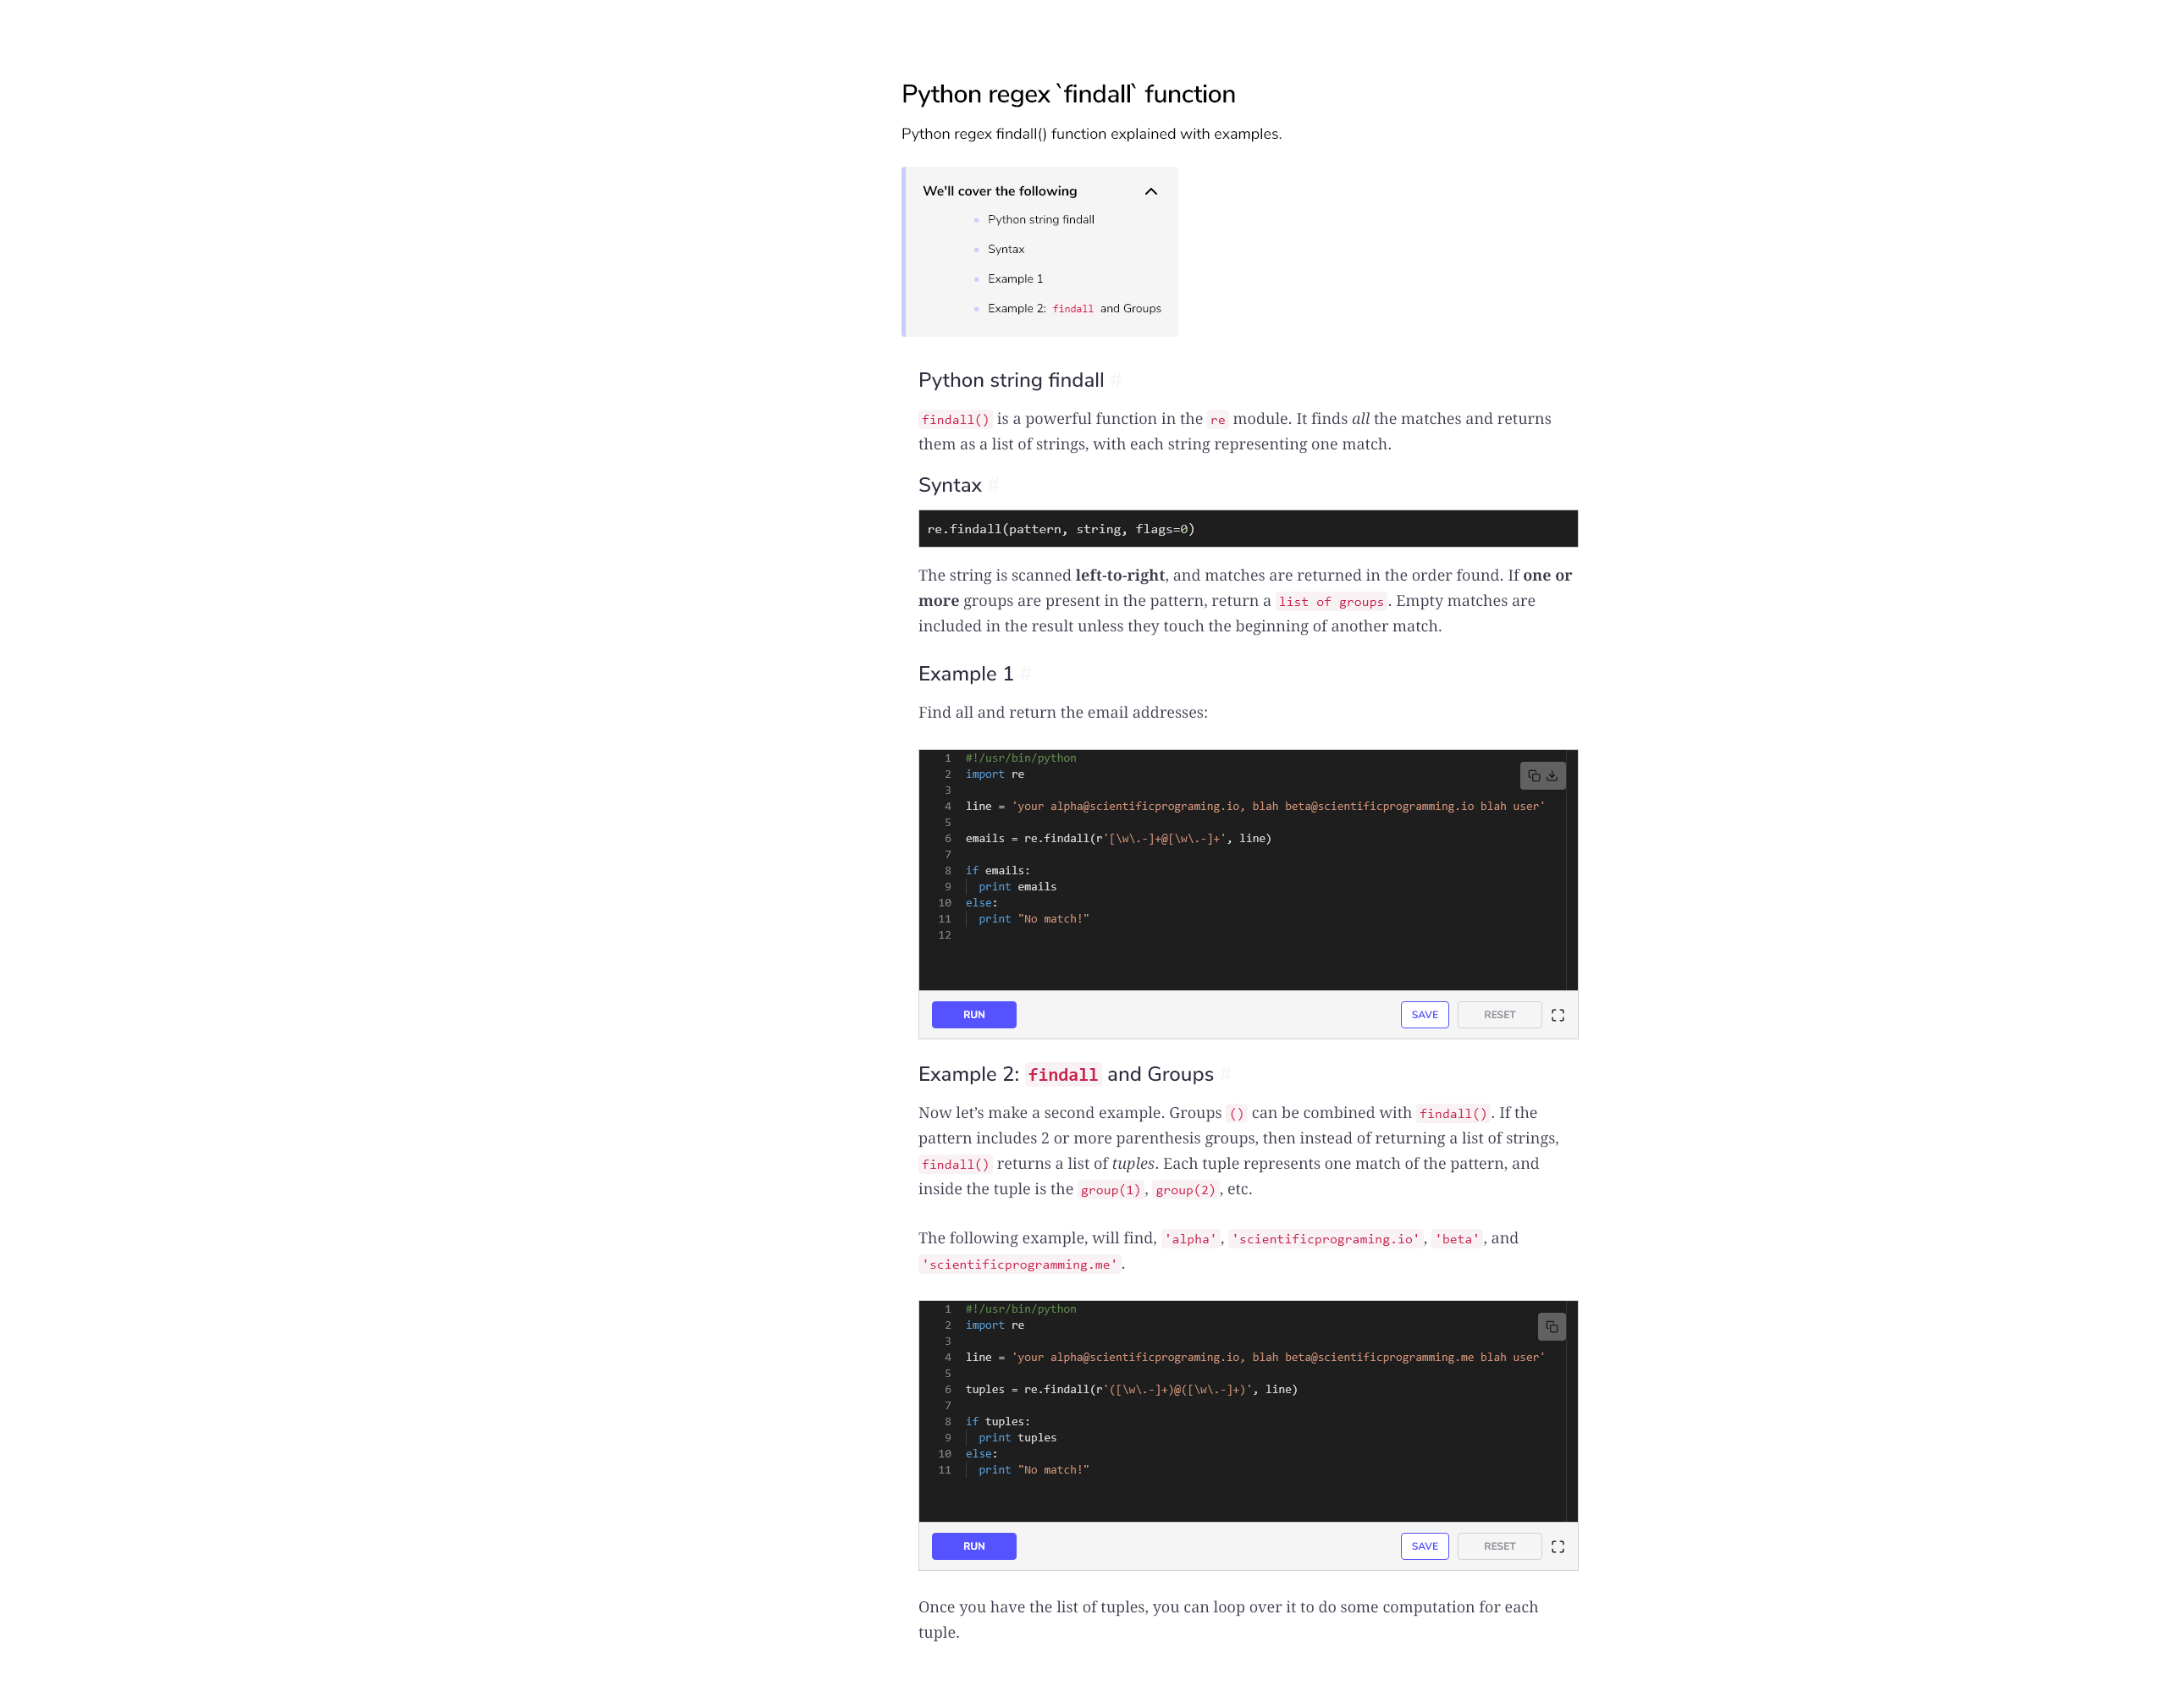 Python regex `findall` function
Python regex findall() function explained with examples.
We'll cover the following
Python string findall
Syntax
Example 1
Example 2: findall and Groups
Python string findall #
findall() is a powerful function in the re module. It finds all the matches and returns
them as a list of strings, with each string representing one match.
Syntax #
re.findall(pattern, string, flags=0)
The string is scanned left-to-right, and matches are returned in the order found. If one or
more groups are present in the pattern, return a list of groups. Empty matches are
included in the result unless they touch the beginning of another match.
Example 1 #
Find all and return the email addresses:
1 #!/usr/bin/python
2 import re
3
4 line = 'your alpha@scientificprograming.io, blah beta@scientificprogramming.io blah user'
5
6 emails = re.findall(r'[\w\.-]+@[\w\.-]+', line)
7
8 if emails:
9 print emails
10 else:
11 print "No match!"
12
RUN SAVE RESET
Example 2: findall and Groups #
Now let’s make a second example. Groups () can be combined with findall(). If the
pattern includes 2 or more parenthesis groups, then instead of returning a list of strings,
findall() returns a list of tuples. Each tuple represents one match of the pattern, and
inside the tuple is the group(1), group(2), etc.
The following example, will find, 'alpha', 'scientificprograming.io', 'beta', and
'scientificprogramming.me'.
1 #!/usr/bin/python
2 import re
3
4 line = 'your alpha@scientificprograming.io, blah beta@scientificprogramming.me blah user'
5
6 tuples = re.findall(r'([\w\.-]+)@([\w\.-]+)', line)
7
8 if tuples:
9 print tuples
10 else:
11 print "No match!"
RUN SAVE RESET
Once you have the list of tuples, you can loop over it to do some computation for each
tuple.